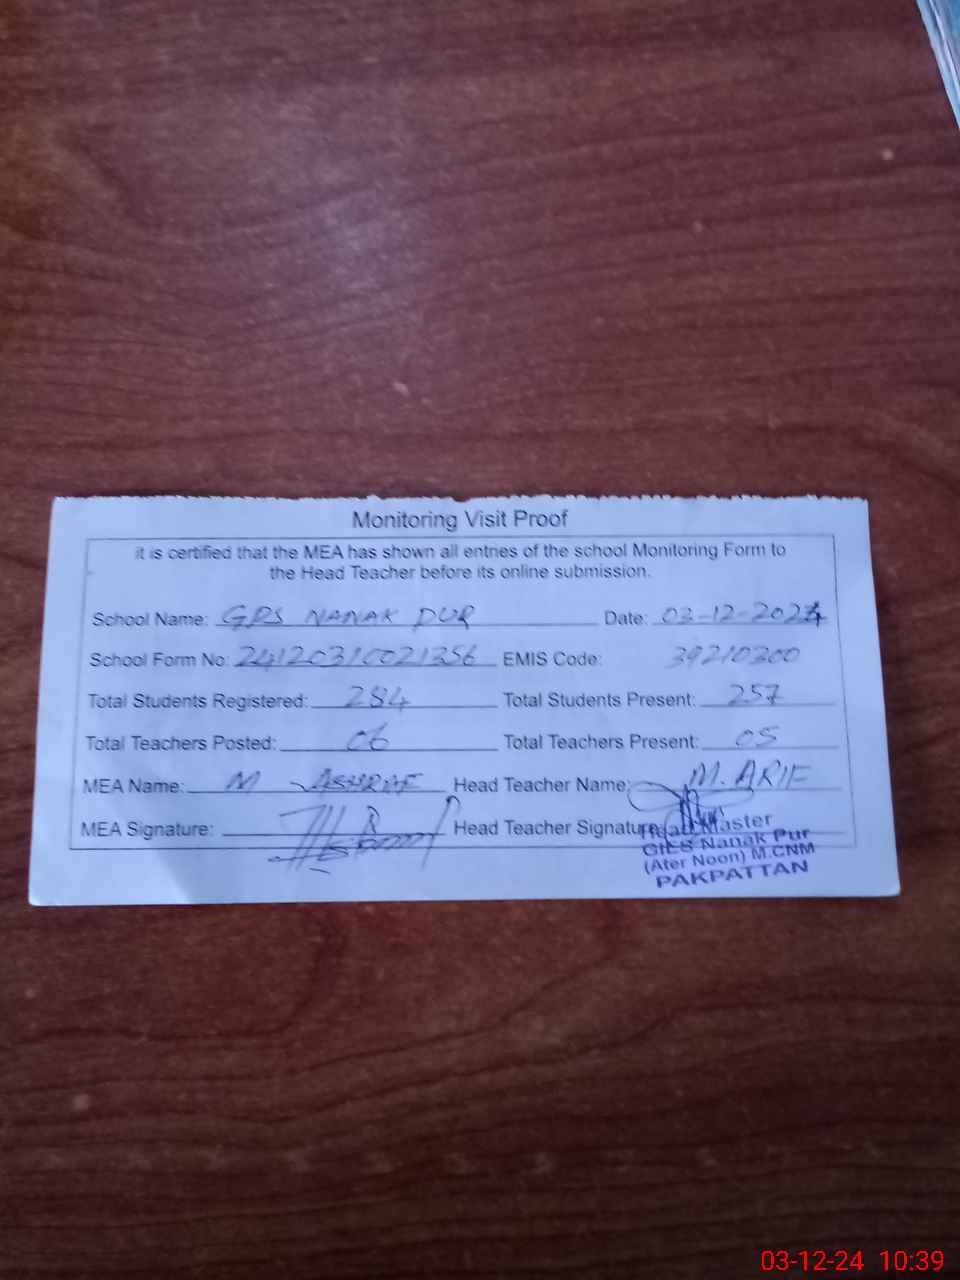 Monitoring Visit Proof
it is certified that the MEA has shown all entries of the school Monitoring Form to
the Head Teacher before its online submission.
School Name: GPS NANAK PUR Date: 03-12-2024
School Form No: 24120310021356 EMIS Code: 39210300
Total Students Registered: 284 Total Students Present: 257
Total Teachers Posted: 06 Total Teachers Present: 05
MEA Name: M ASHRAF Head Teacher Name: M. ARIF
MEA Signature: Head Teacher Signature
Head Master
GES Nanak Pur
(Ater Noon) M.CNM
PAKPATTAN
03-12-24 10:39